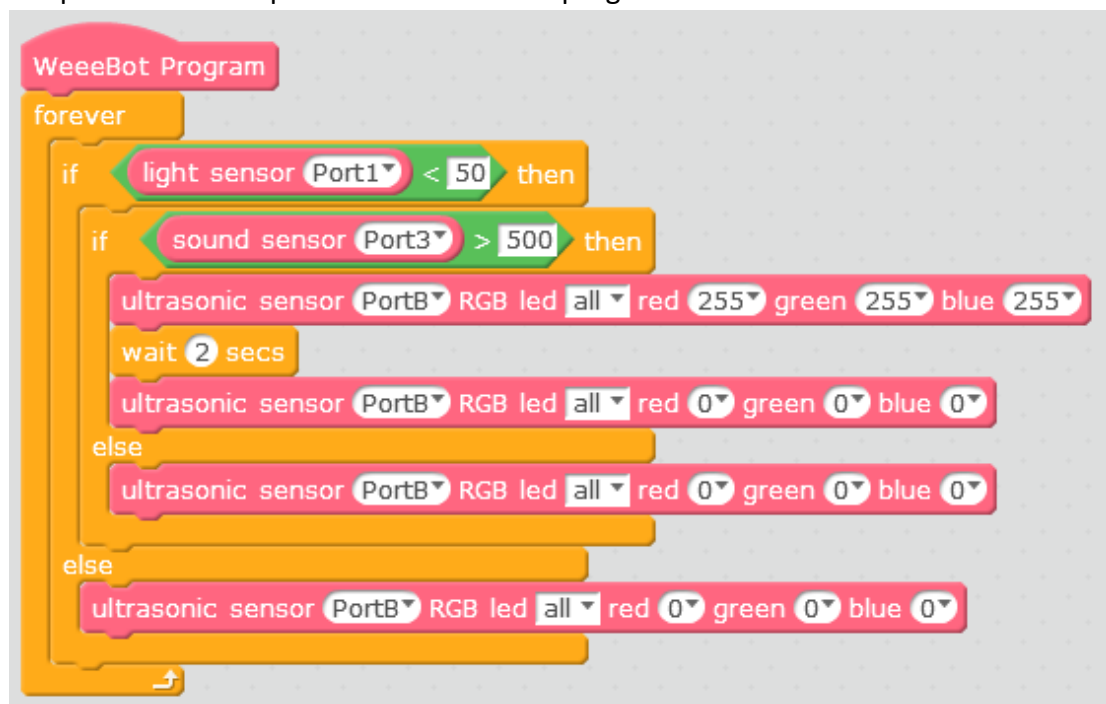 WeeeBot Program
forever
if light sensor Port1 < 50 then
if sound sensor Port3 > 500 then
ultrasonic sensor PortB RGB led all red 255 green 255 blue 255
wait 2 secs
ultrasonic sensor PortB RGB led all red 0 green 0 blue 0
else
ultrasonic sensor PortB RGB led all red 0 green 0 blue 0
else
ultrasonic sensor PortB RGB led all red 0 green 0 blue 0